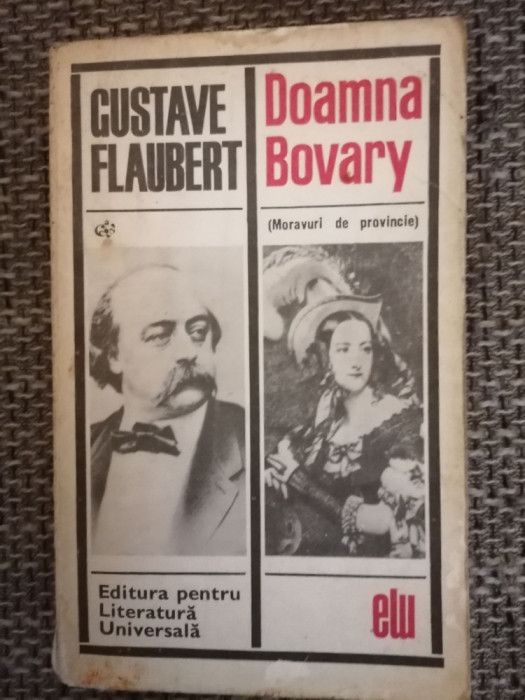 GUSTAVE
FLAUBERT
Doamna
Bovary
(Moravuri de provincie)
Editura pentru
Literatură
Universală
elu